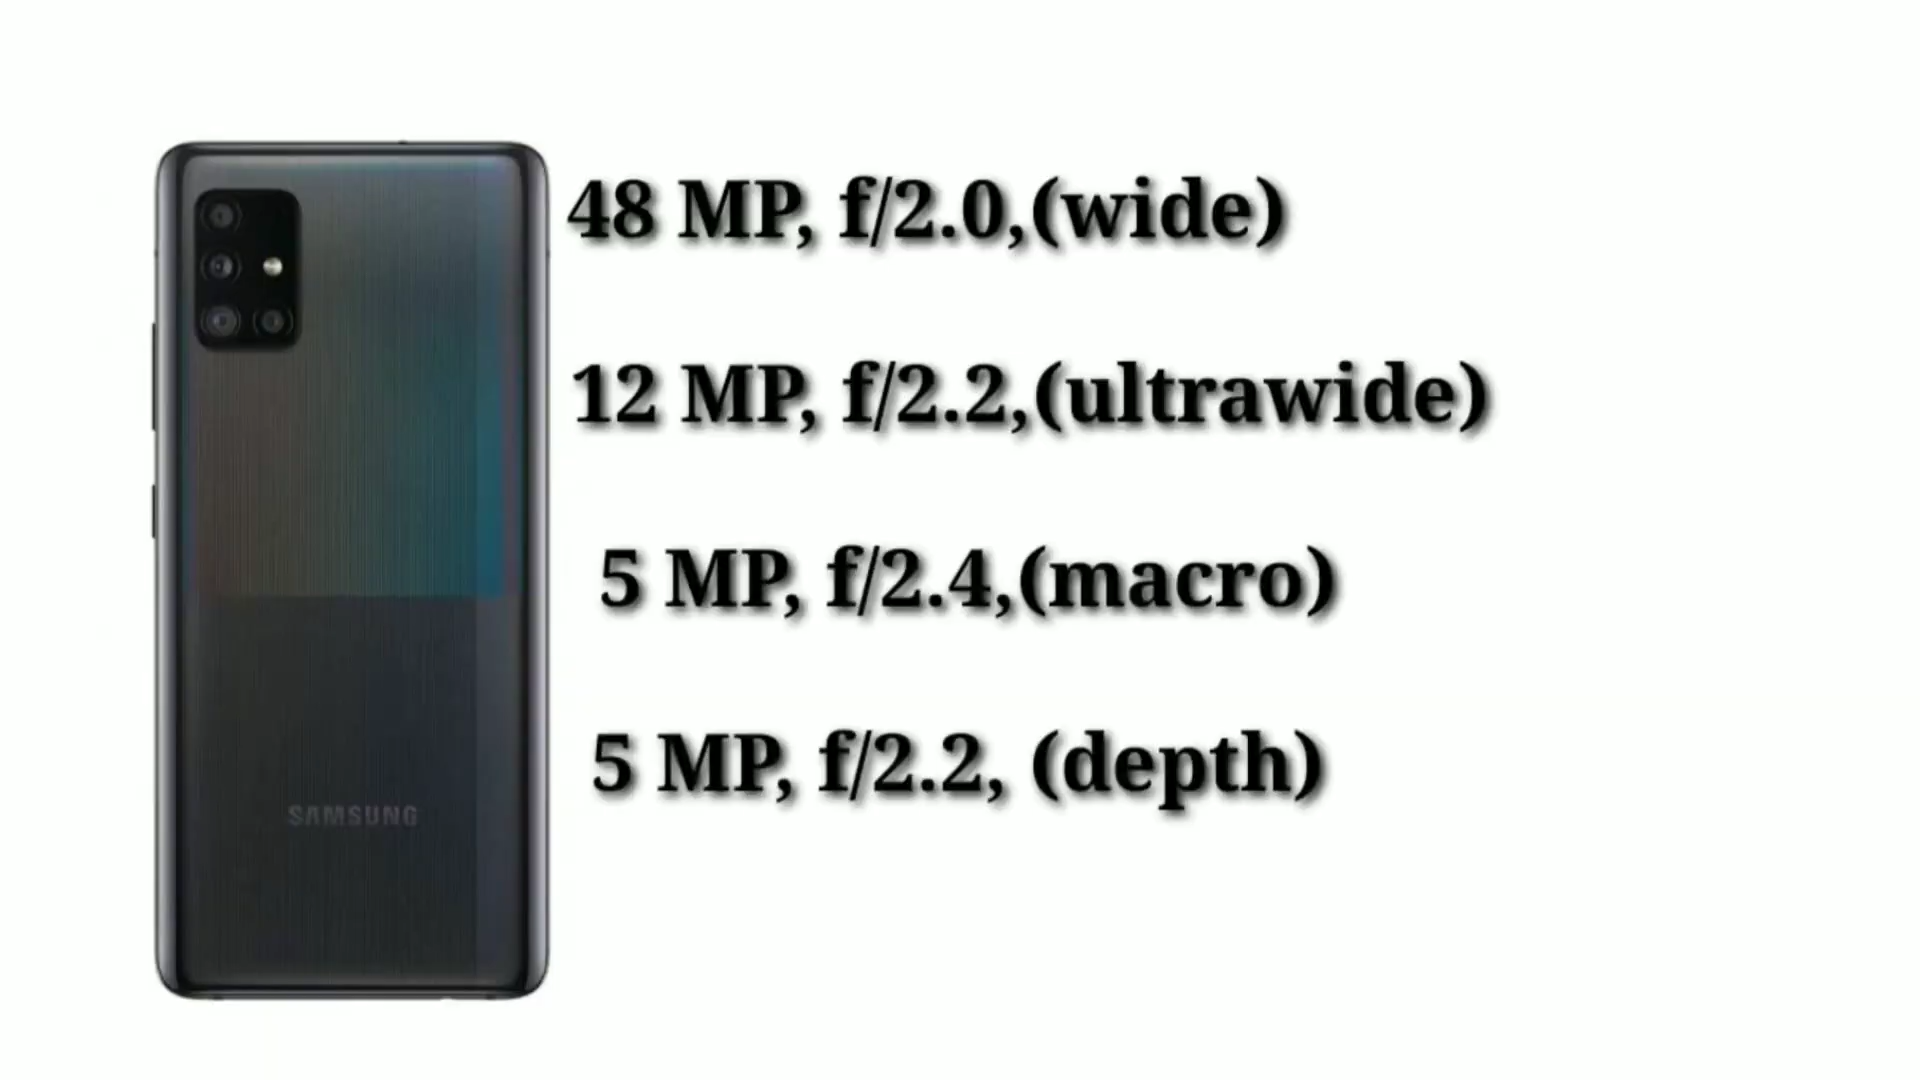 48 MP, f/2.0,(wide)
12 MP, f/2.2,(ultrawide)
5 MP, f/2.4,(macro)
5 MP, f/2.2, (depth)
SAMSUNG